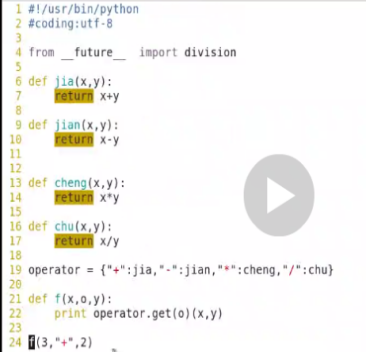 1 #!/usr/bin/python
2 #coding:utf-8
3
4 from __future__  import division
5
6 def jia(x,y):
7     return x+y
8
9 def jian(x,y):
10     return x-y
11
12
13 def cheng(x,y):
14     return x*y
15
16 def chu(x,y):
17     return x/y
18
19 operator = {"+":jia,"-":jian,"*":cheng,"/":chu}
20
21 def f(x,o,y):
22     print operator.get(o)(x,y)
23
24 f(3,"+",2)